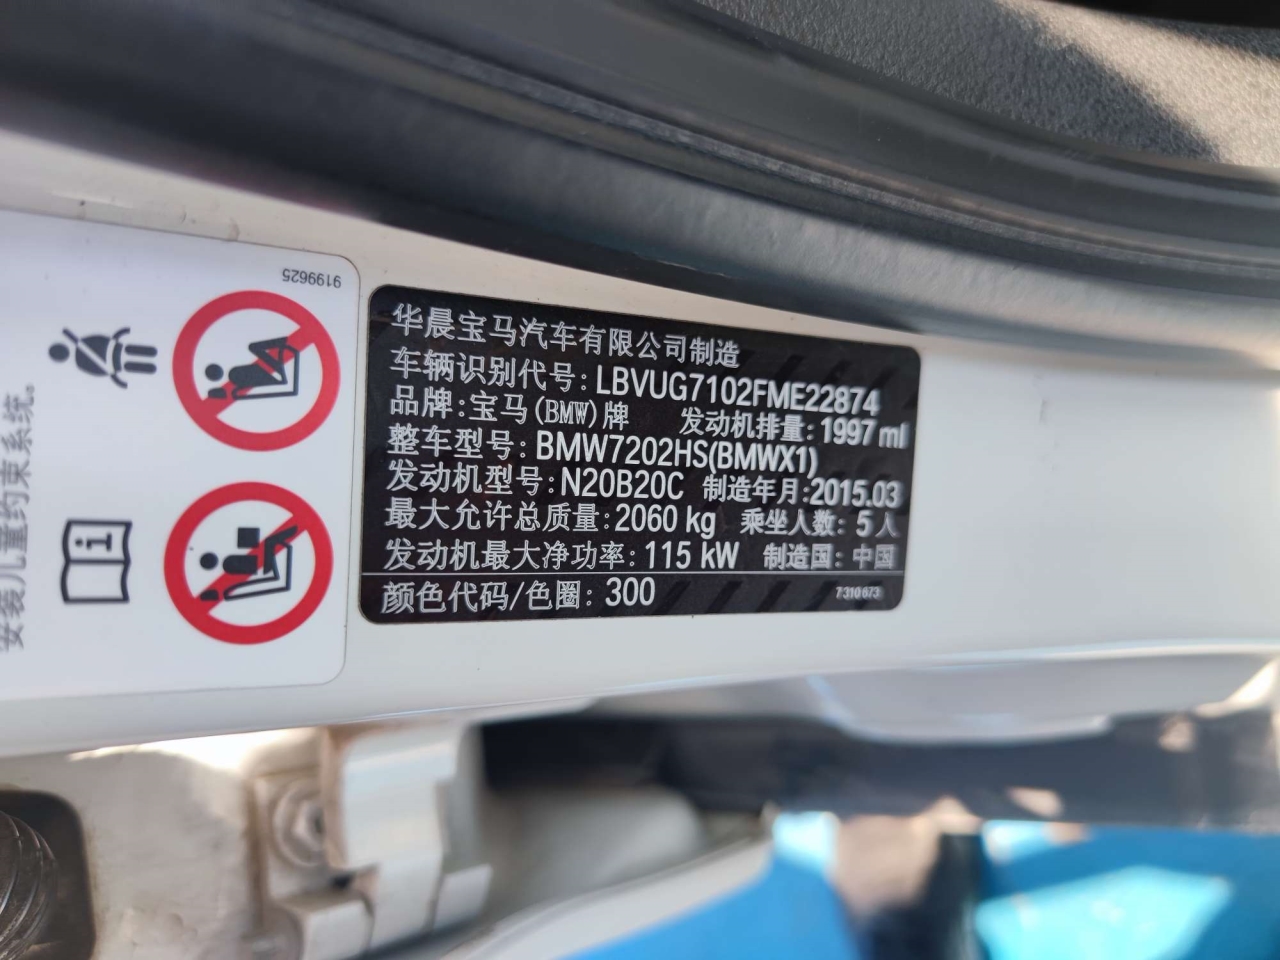 9199625
安装儿童约束系统。
华晨宝马汽车有限公司制造
车辆识别代号: LBVUG7102FME22874
品牌: 宝马(BMW)牌 发动机排量: 1997 ml
整车型号: BMW7202HS(BMWX1)
发动机型号: N20B20C 制造年月: 2015.03
最大允许总质量: 2060 kg 乘坐人数: 5人
发动机最大净功率: 115 kW 制造国: 中国
颜色代码/色圈: 300 7 310 673